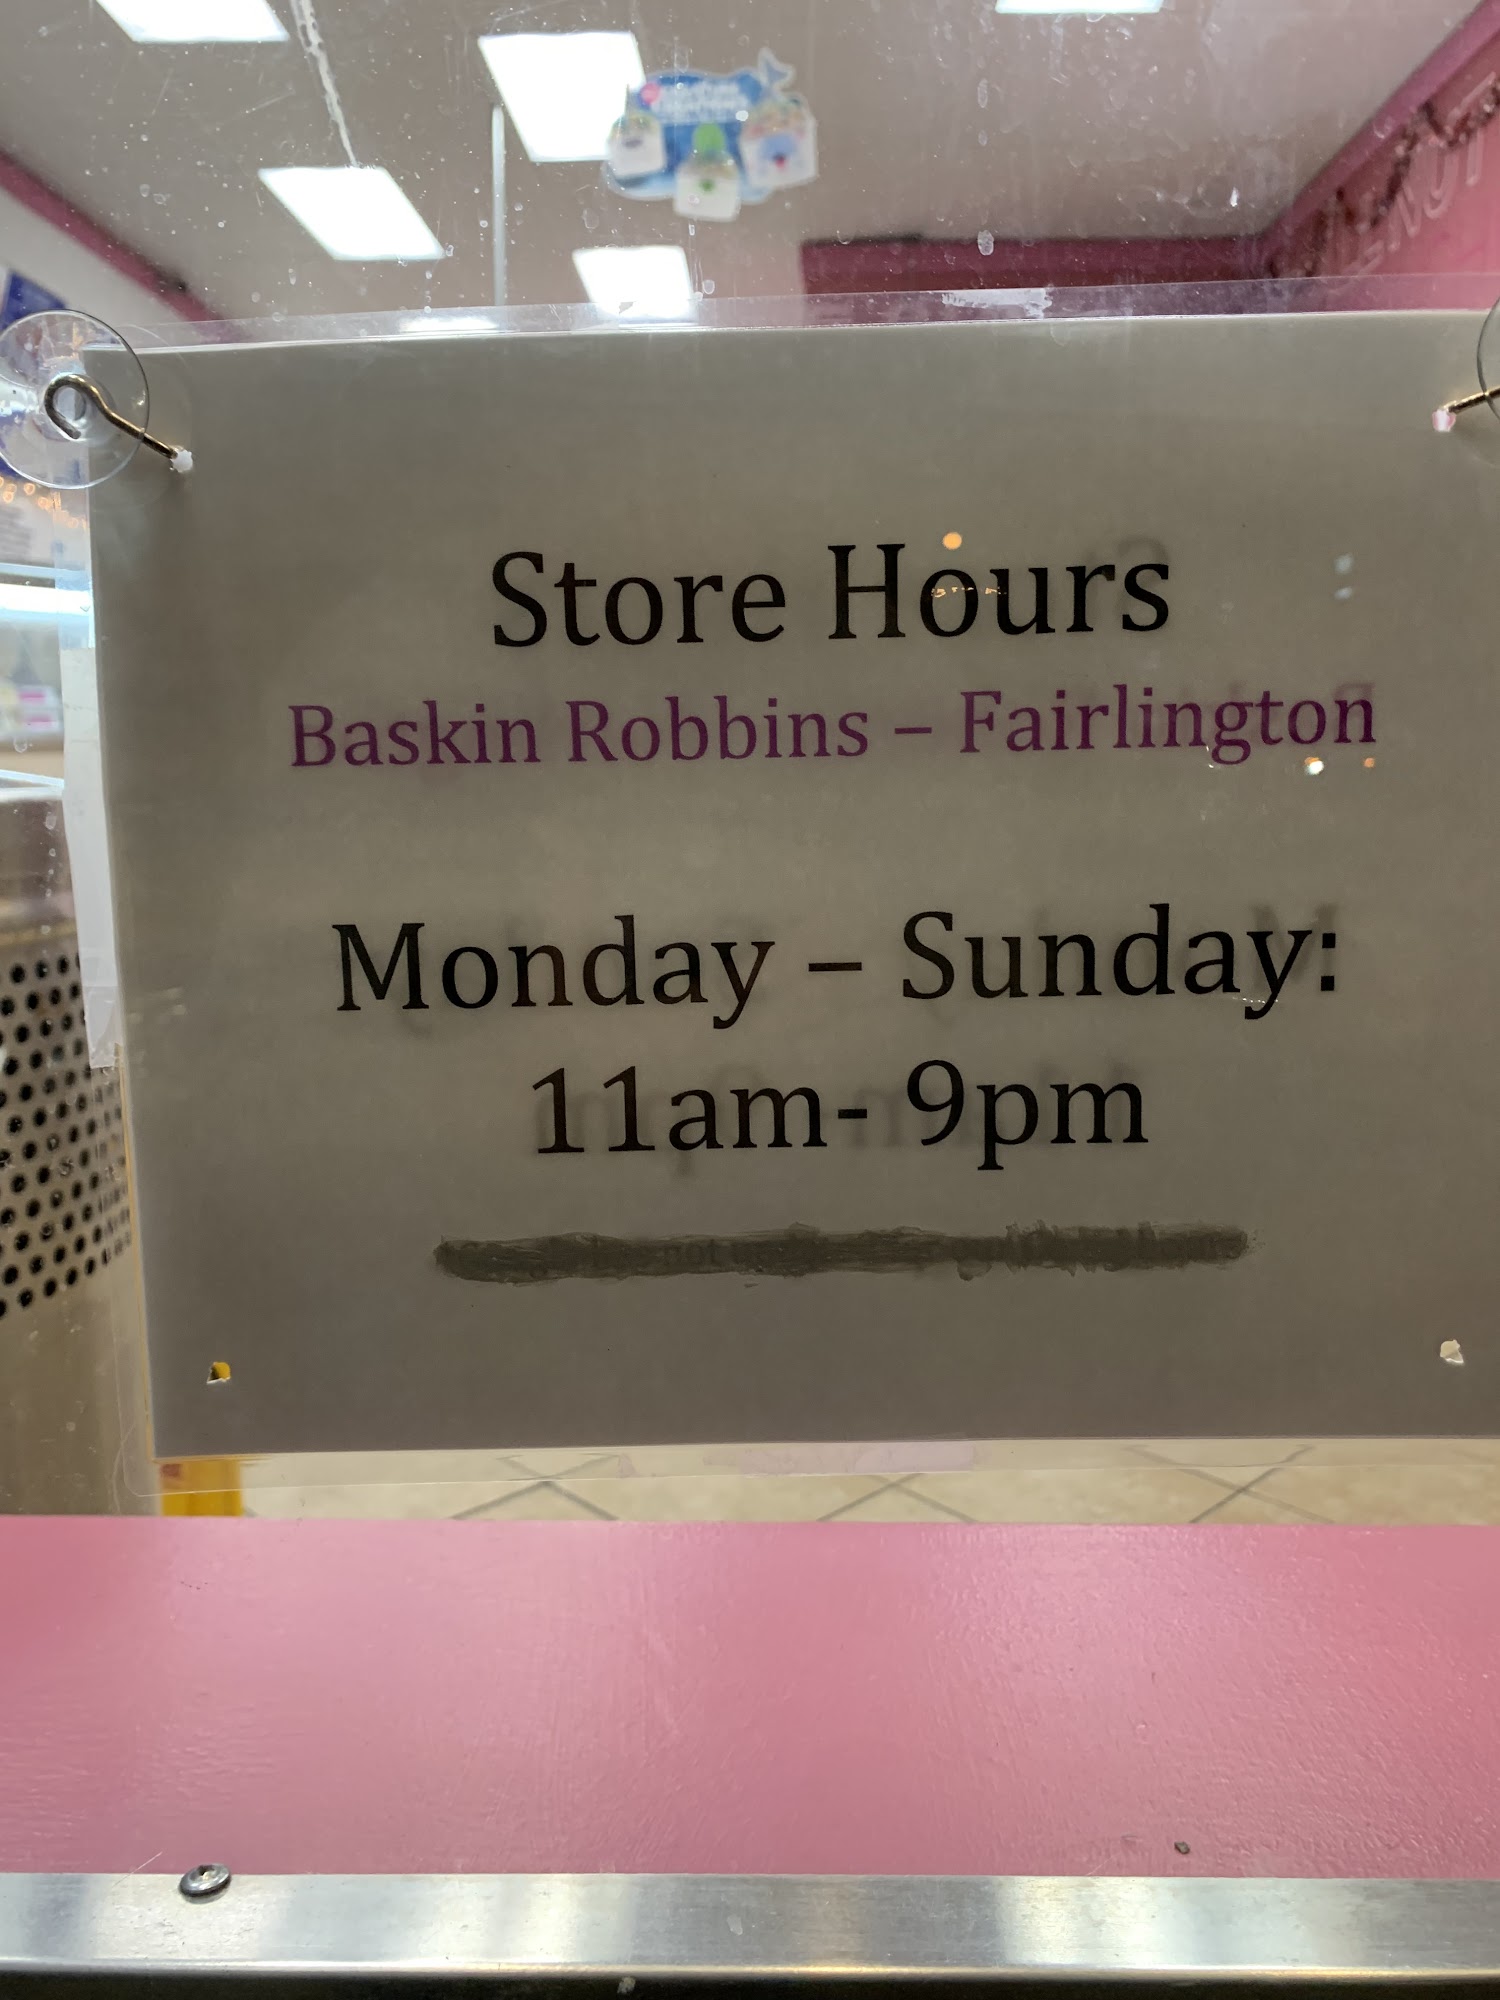 Store Hours
Baskin Robbins – Fairlington
Monday – Sunday:
11am- 9pm